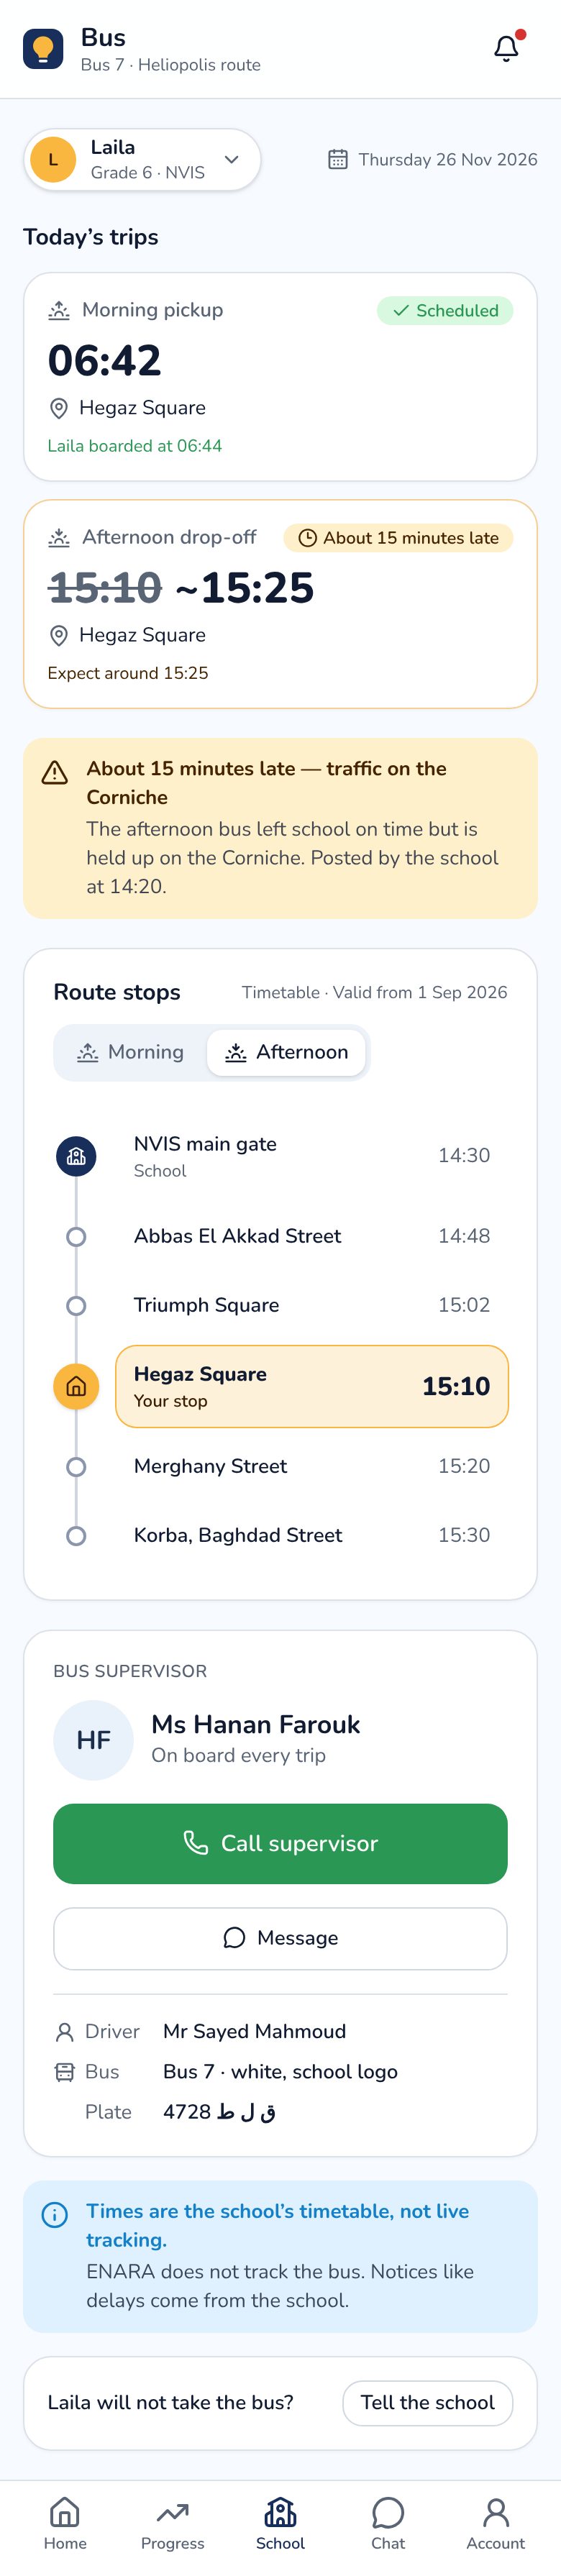 Bus
Bus 7 · Heliopolis route
L
Laila
Grade 6 · NVIS
Thursday 26 Nov 2026
Today’s trips
Morning pickup
Scheduled
06:42
Hegaz Square
Laila boarded at 06:44
Afternoon drop-off
About 15 minutes late
15:10 ~15:25
Hegaz Square
Expect around 15:25
About 15 minutes late — traffic on the
Corniche
The afternoon bus left school on time but is
held up on the Corniche. Posted by the school
at 14:20.
Route stops
Timetable · Valid from 1 Sep 2026
Morning
Afternoon
NVIS main gate
School
14:30
Abbas El Akkad Street
14:48
Triumph Square
15:02
Hegaz Square
Your stop
15:10
Merghany Street
15:20
Korba, Baghdad Street
15:30
BUS SUPERVISOR
HF
Ms Hanan Farouk
On board every trip
Call supervisor
Message
Driver Mr Sayed Mahmoud
Bus Bus 7 · white, school logo
Plate ق ل ط 4728
Times are the school’s timetable, not live
tracking.
ENARA does not track the bus. Notices like
delays come from the school.
Laila will not take the bus?
Tell the school
Home
Progress
School
Chat
Account